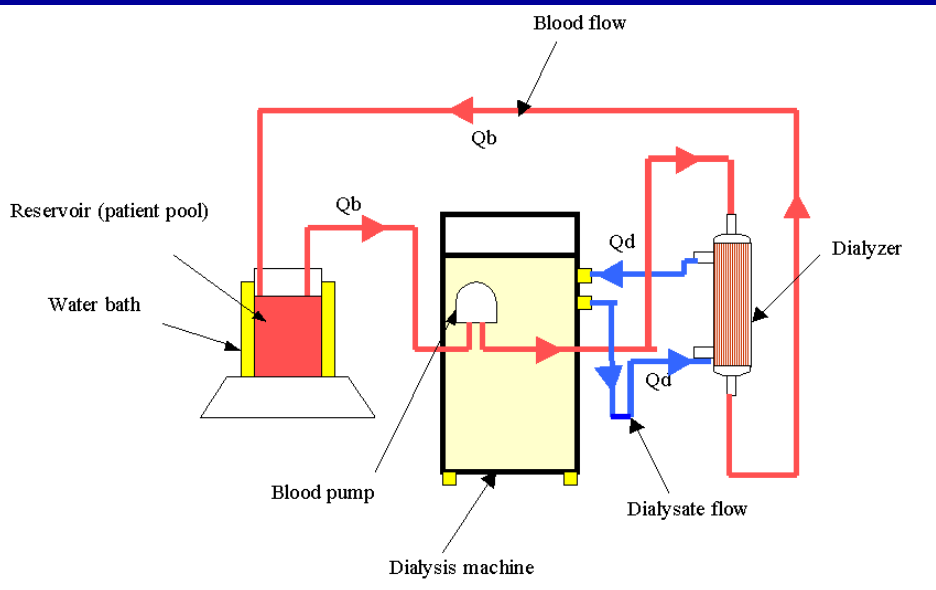 Blood flow
Qb
Reservoir (patient pool)
Qb
Qd
Dialyzer
Water bath
Qd
Blood pump
Dialysate flow
Dialysis machine